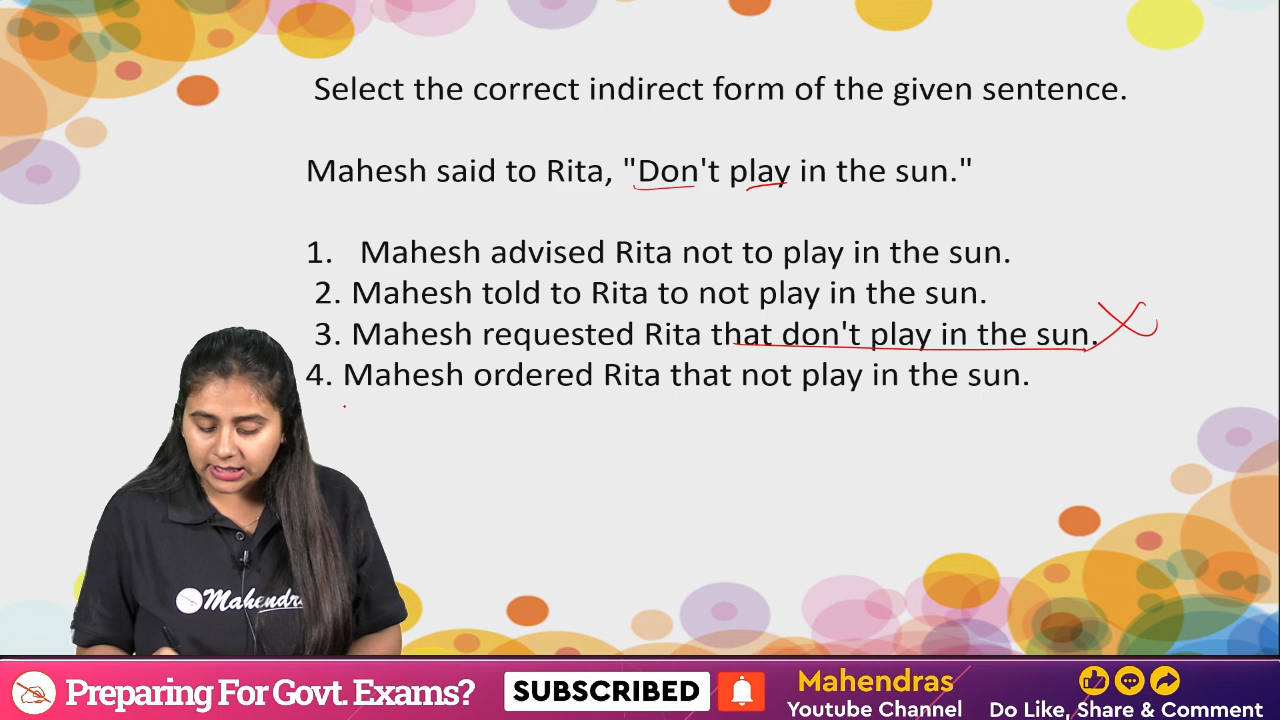 Select the correct indirect form of the given sentence.
Mahesh said to Rita, "Don't play in the sun."
1. Mahesh advised Rita not to play in the sun.
2. Mahesh told to Rita to not play in the sun.
3. Mahesh requested Rita that don't play in the sun.
4. Mahesh ordered Rita that not play in the sun.
Mahendra
Preparing For Govt. Exams?
SUBSCRIBED
Mahendras
Youtube Channel
Do Like, Share & Comment